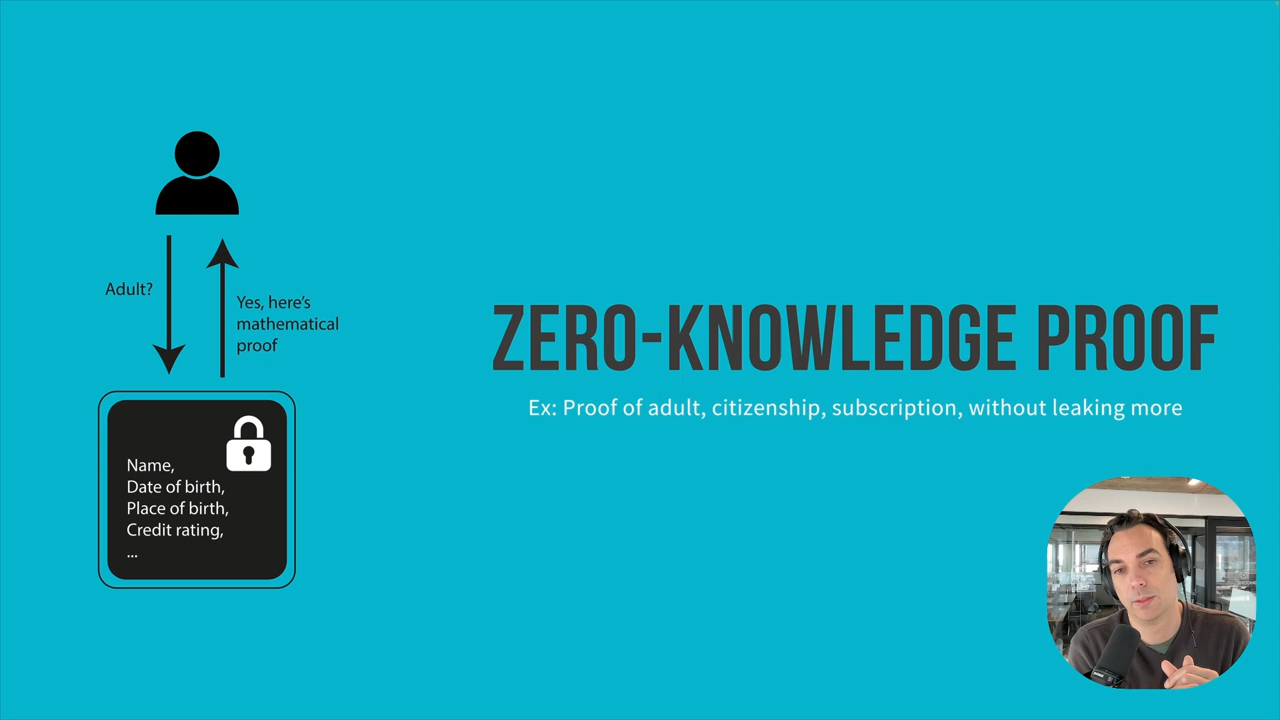 Adult?
Yes, here's
mathematical
proof
Name,
Date of birth,
Place of birth,
Credit rating,
...
ZERO-KNOWLEDGE PROOF
Ex: Proof of adult, citizenship, subscription, without leaking more